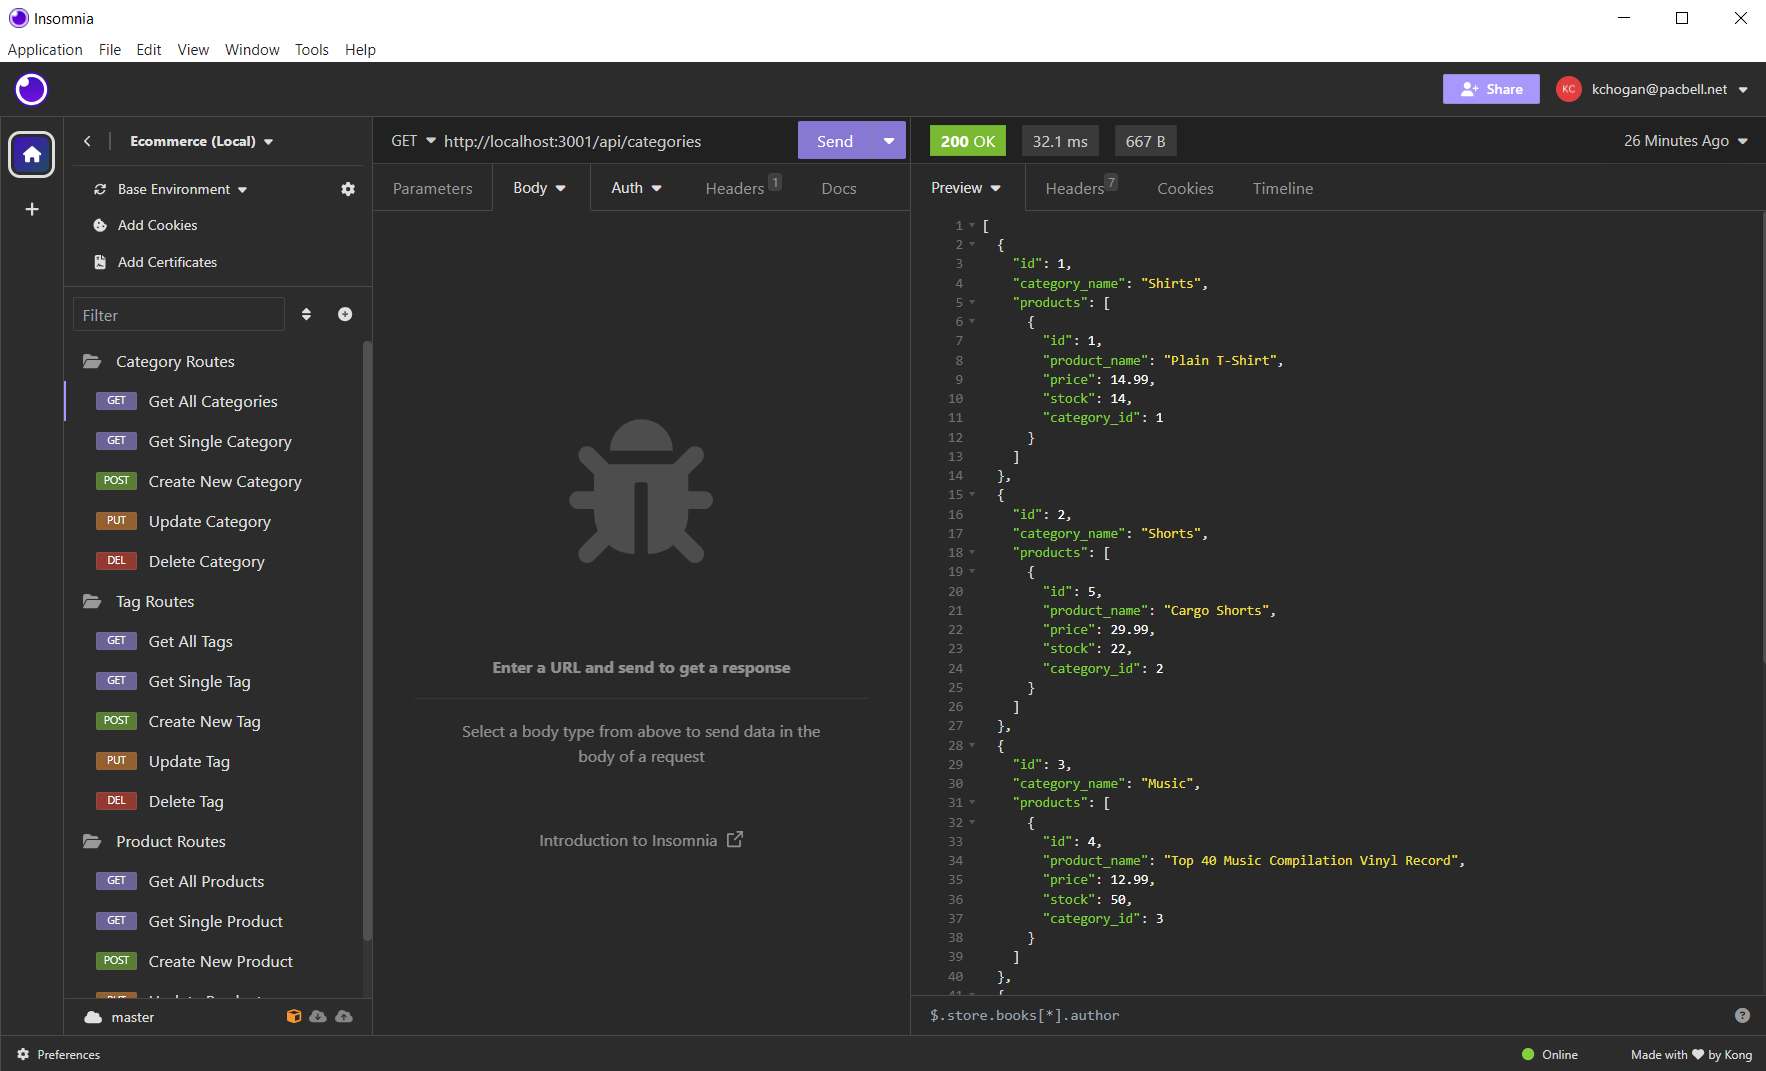 Insomnia
Application File Edit View Window Tools Help
Share
KC
kchogan@pacbell.net
Ecommerce (Local)
Base Environment
Add Cookies
Add Certificates
Filter
Category Routes
GET Get All Categories
GET Get Single Category
POST Create New Category
PUT Update Category
DEL Delete Category
Tag Routes
GET Get All Tags
GET Get Single Tag
POST Create New Tag
PUT Update Tag
DEL Delete Tag
Product Routes
GET Get All Products
GET Get Single Product
POST Create New Product
PUT Update Product
master
GET http://localhost:3001/api/categories Send
Parameters Body Auth Headers 1 Docs
Enter a URL and send to get a response
Select a body type from above to send data in the
body of a request
Introduction to Insomnia
200 OK 32.1 ms 667 B 26 Minutes Ago
Preview Headers 7 Cookies Timeline
1 [
2 {
3 "id": 1,
4 "category_name": "Shirts",
5 "products": [
6 {
7 "id": 1,
8 "product_name": "Plain T-Shirt",
9 "price": 14.99,
10 "stock": 14,
11 "category_id": 1
12 }
13 ]
14 },
15 {
16 "id": 2,
17 "category_name": "Shorts",
18 "products": [
19 {
20 "id": 5,
21 "product_name": "Cargo Shorts",
22 "price": 29.99,
23 "stock": 22,
24 "category_id": 2
25 }
26 ]
27 },
28 {
29 "id": 3,
30 "category_name": "Music",
31 "products": [
32 {
33 "id": 4,
34 "product_name": "Top 40 Music Compilation Vinyl Record",
35 "price": 12.99,
36 "stock": 50,
37 "category_id": 3
38 }
39 ]
40 },
41 {
$.store.books[*].author
?
Preferences
Online
Made with ♥ by Kong